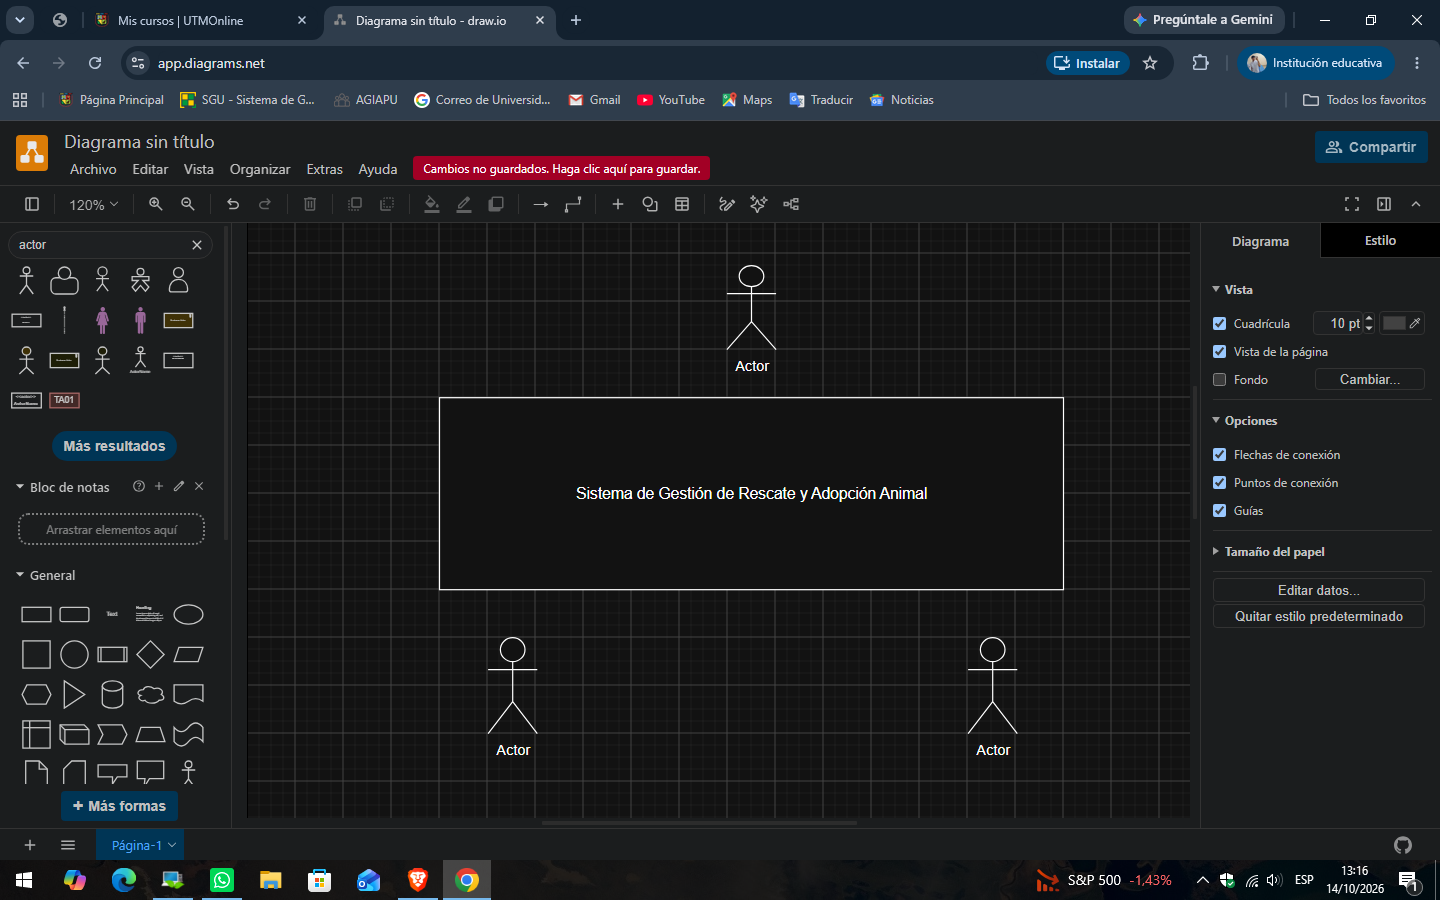 Mis cursos | UTMOnline
Diagrama sin título - draw.io
Pregúntale a Gemini
app.diagrams.net
Instalar
Institución educativa
Página Principal
SGU - Sistema de G...
AGIAPU
Correo de Universid...
Gmail
YouTube
Maps
Traducir
Noticias
Todos los favoritos
Diagrama sin título
Archivo
Editar
Vista
Organizar
Extras
Ayuda
Cambios no guardados. Haga clic aquí para guardar.
Compartir
120%
actor
TA01
Más resultados
Bloc de notas
Arrastrar elementos aquí
General
Text
Heading
Más formas
Actor
Sistema de Gestión de Rescate y Adopción Animal
Actor
Actor
Diagrama
Estilo
Vista
Cuadrícula
10 pt
Vista de la página
Fondo
Cambiar...
Opciones
Flechas de conexión
Puntos de conexión
Guías
Tamaño del papel
Editar datos...
Quitar estilo predeterminado
Página-1
S&P 500 -1,43%
ESP
13:16
14/10/2026
1